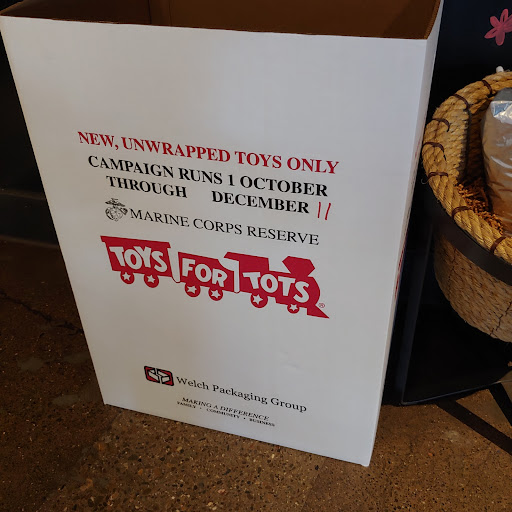 NEW, UNWRAPPED TOYS ONLY
CAMPAIGN RUNS 1 OCTOBER
THROUGH DECEMBER 11
MARINE CORPS RESERVE
TOYS FOR TOTS®
Welch Packaging Group
MAKING A DIFFERENCE
FAMILY • COMMUNITY • BUSINESS